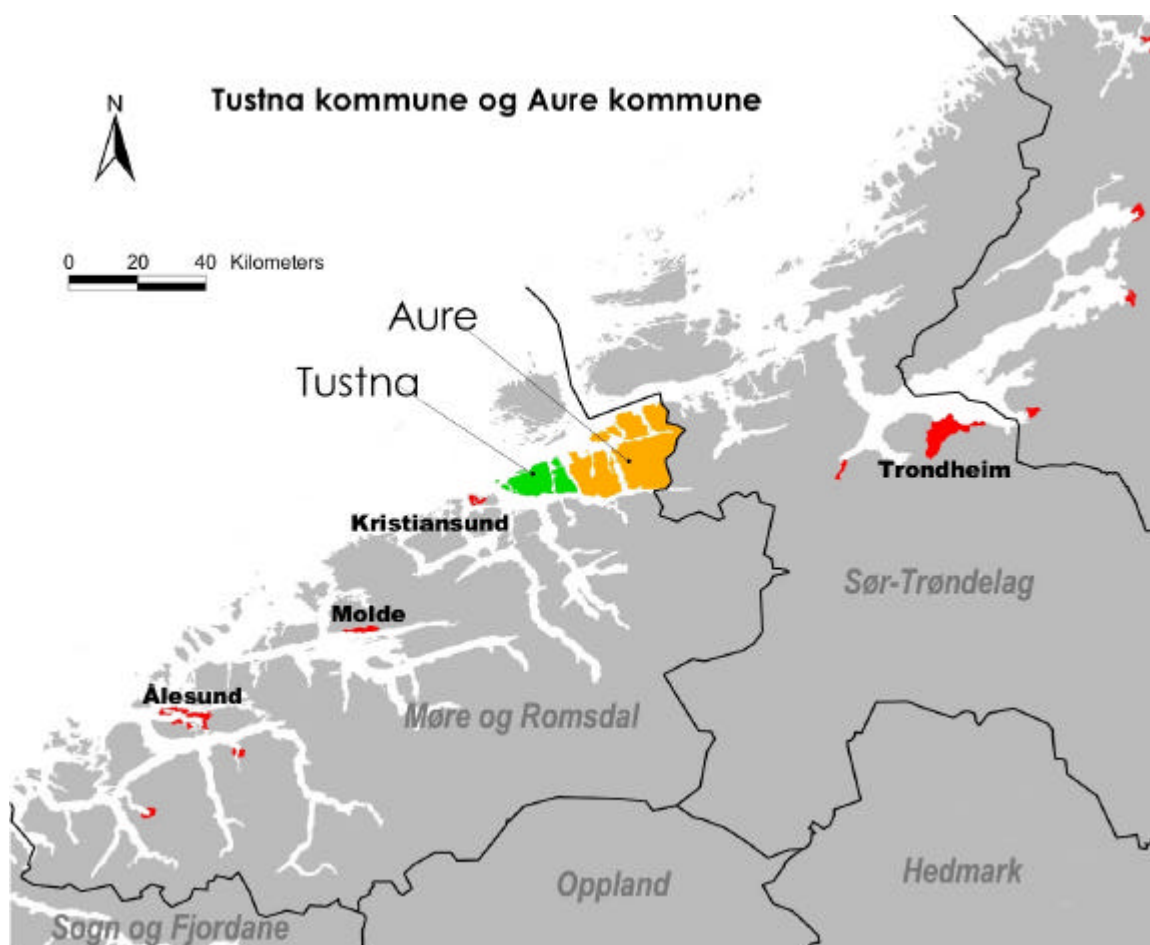 Tustna kommune og Aure kommune
N
0 20 40 Kilometers
Aure
Tustna
Trondheim
Kristiansund
Sør-Trøndelag
Molde
Ålesund
Møre og Romsdal
Oppland
Hedmark
Sogn og Fjordane